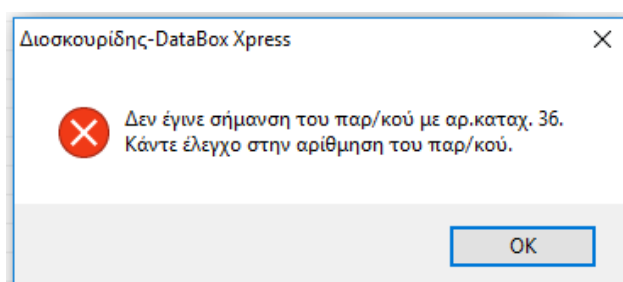 Διοσκουρίδης-DataBox Xpress
Δεν έγινε σήμανση του παρ/κού με αρ.καταχ. 36.
Κάντε έλεγχο στην αρίθμηση του παρ/κού.
OK